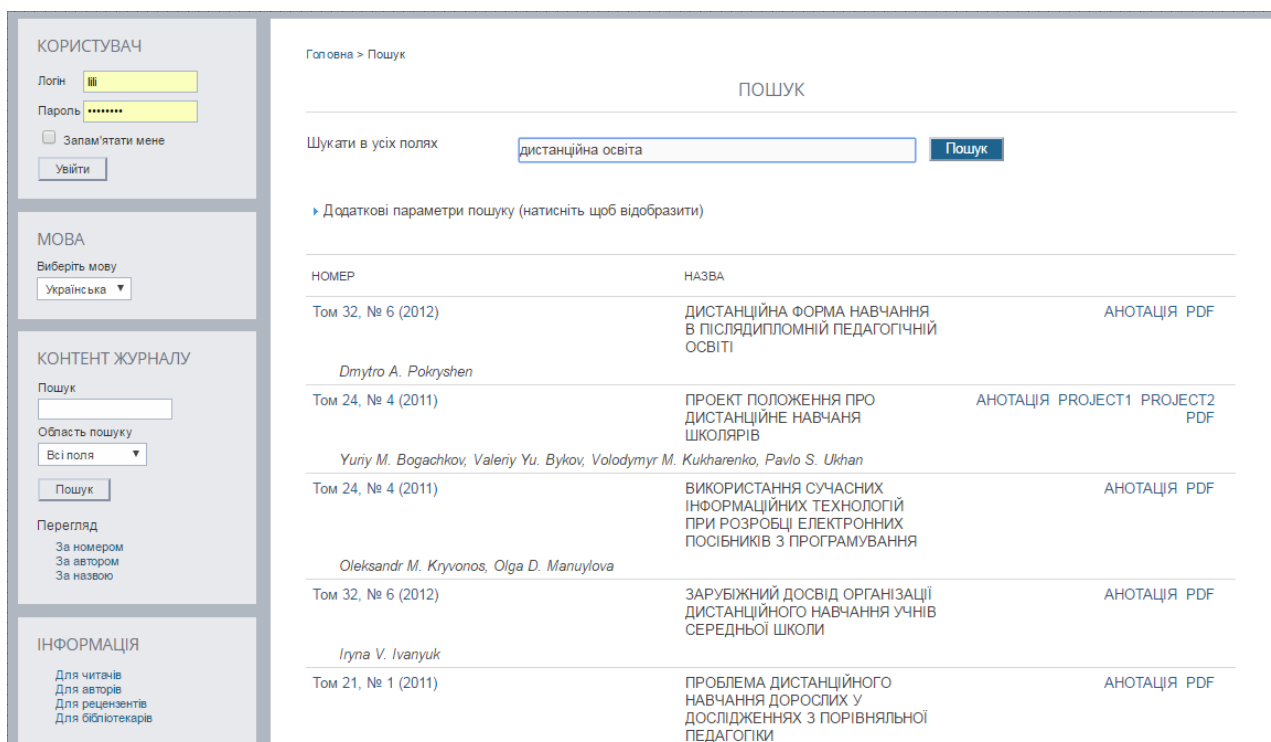 КОРИСТУВАЧ
Логін lili
Пароль ••••••••
Запам'ятати мене
Увійти
МОВА
Виберіть мову
Українська
КОНТЕНТ ЖУРНАЛУ
Пошук
Область пошуку
Всі поля
Пошук
Перегляд
За номером
За автором
За назвою
ІНФОРМАЦІЯ
Для читачів
Для авторів
Для рецензентів
Для бібліотекарів
Головна > Пошук
ПОШУК
Шукати в усіх полях дистанційна освіта Пошук
Додаткові параметри пошуку (натисніть щоб відобразити)
НОМЕР НАЗВА
Том 32, № 6 (2012) ДИСТАНЦІЙНА ФОРМА НАВЧАННЯ АНОТАЦІЯ PDF
В ПІСЛЯДИПЛОМНІЙ ПЕДАГОГІЧНІЙ
ОСВІТІ
Dmytro A. Pokryshen
Том 24, № 4 (2011) ПРОЕКТ ПОЛОЖЕННЯ ПРО АНОТАЦІЯ PROJECT1 PROJECT2
ДИСТАНЦІЙНЕ НАВЧАНЯ PDF
ШКОЛЯРІВ
Yuriy M. Bogachkov, Valeriy Yu. Bykov, Volodymyr M. Kukharenko, Pavlo S. Ukhan
Том 24, № 4 (2011) ВИКОРИСТАННЯ СУЧАСНИХ АНОТАЦІЯ PDF
ІНФОРМАЦІЙНИХ ТЕХНОЛОГІЙ
ПРИ РОЗРОБЦІ ЕЛЕКТРОННИХ
ПОСІБНИКІВ З ПРОГРАМУВАННЯ
Oleksandr M. Kryvonos, Olga D. Manuylova
Том 32, № 6 (2012) ЗАРУБІЖНИЙ ДОСВІД ОРГАНІЗАЦІЇ АНОТАЦІЯ PDF
ДИСТАНЦІЙНОГО НАВЧАННЯ УЧНІВ
СЕРЕДНЬОЇ ШКОЛИ
Iryna V. Ivanyuk
Том 21, № 1 (2011) ПРОБЛЕМА ДИСТАНЦІЙНОГО АНОТАЦІЯ PDF
НАВЧАННЯ ДОРОСЛИХ У
ДОСЛІДЖЕННЯХ З ПОРІВНЯЛЬНОЇ
ПЕДАГОГІКИ